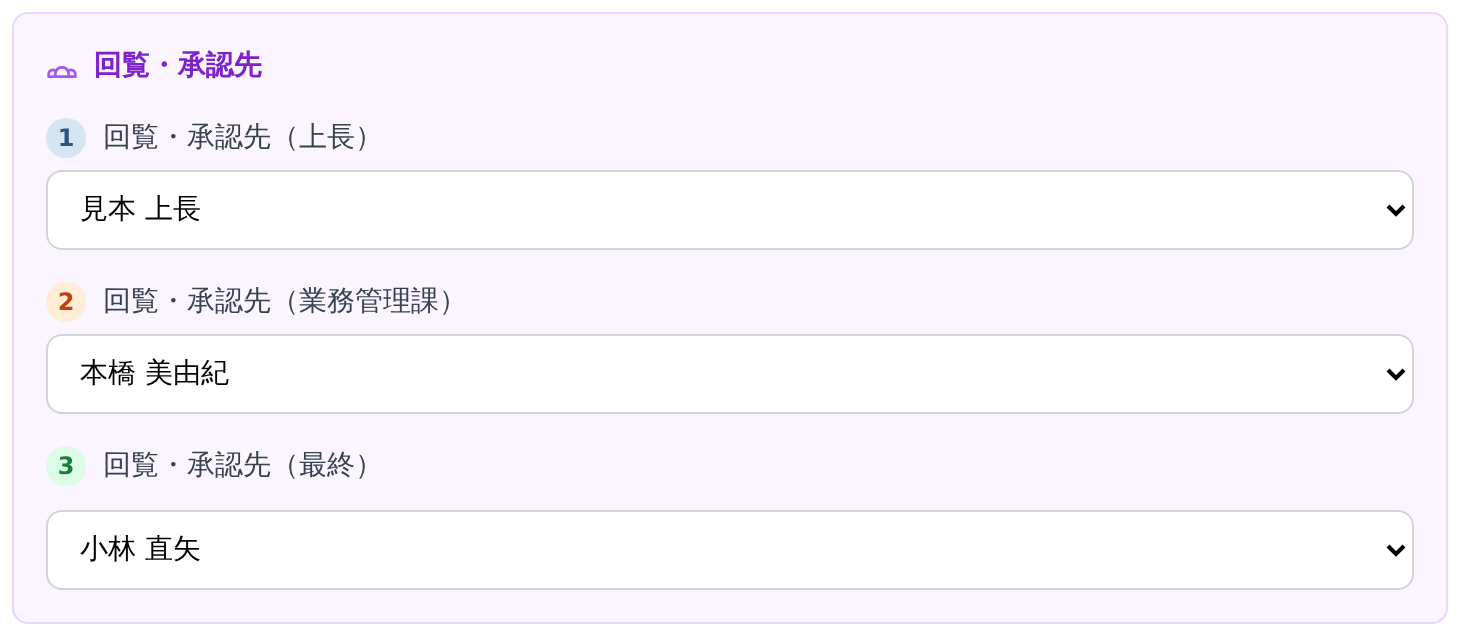 回覧・承認先
1 回覧・承認先（上長）
見本 上長
2 回覧・承認先（業務管理課）
本橋 美由紀
3 回覧・承認先（最終）
小林 直矢